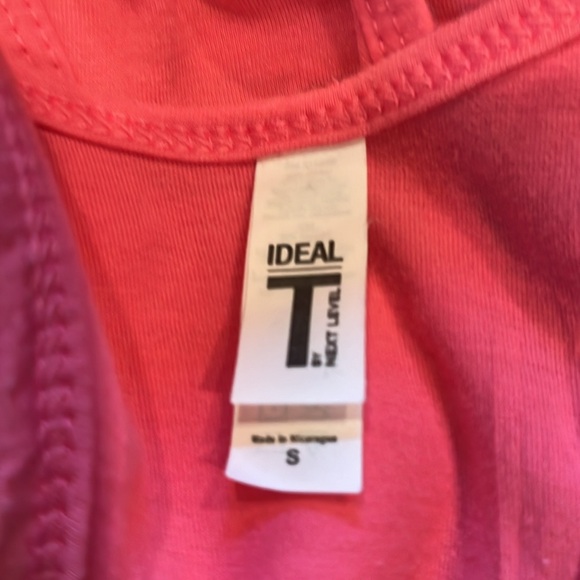 IDEAL
T
BY
NEXT LEVEL
Made in Nicaragua
S